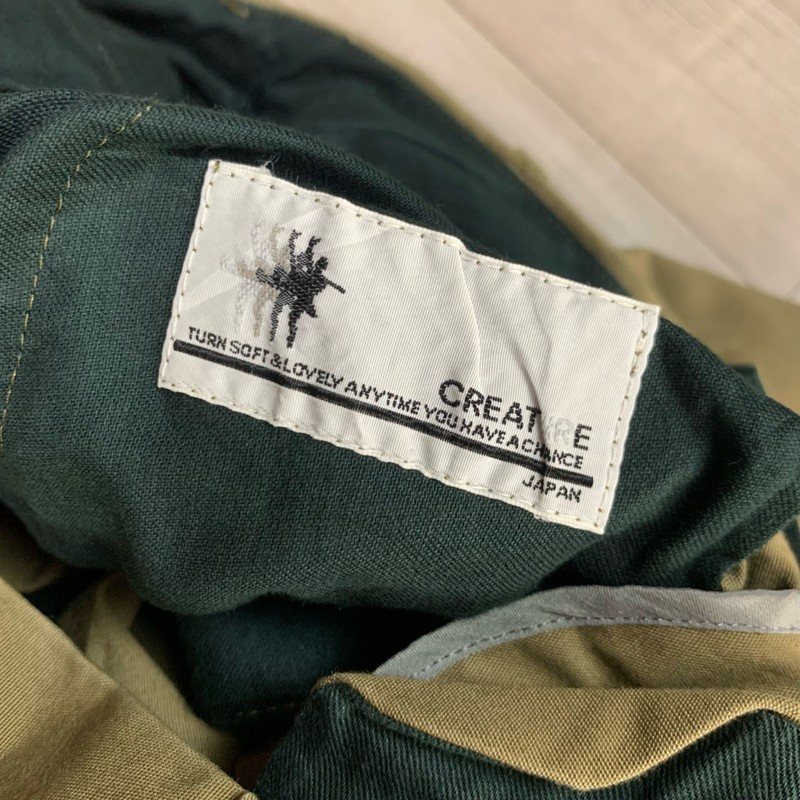 TURN SOFT & LOVELY ANYTIME YOU HAVE A CHANCE
CREATURE
JAPAN